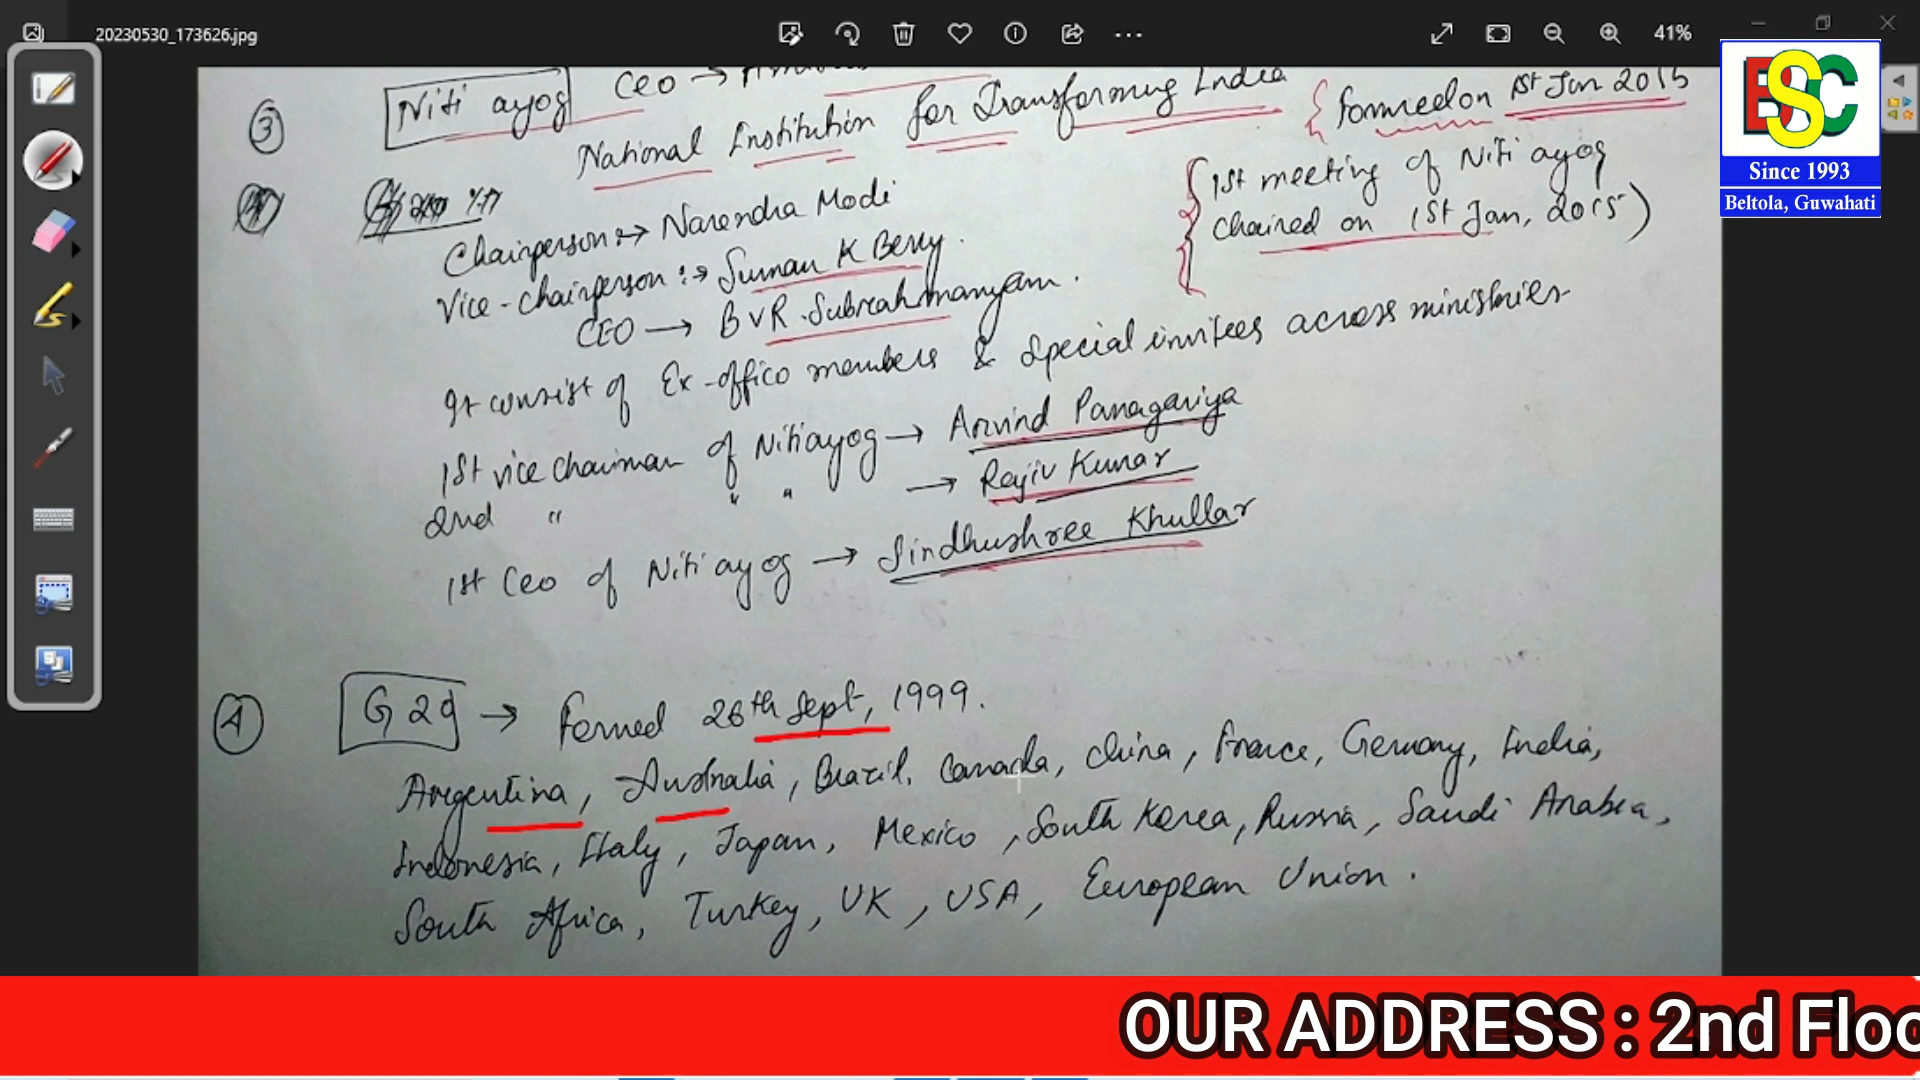 20230530_173626.jpg
41%
BSC
Since 1993
Beltola, Guwahati
③ Niti ayog CEO →
National Institution for Transforming India { formed on 1st Jan 2015
Chairperson :→ Narendra Modi
{ 1st meeting of Niti ayog
chaired on 1st Jan, 2015)
Vice-chairperson :→ Suman K Berry.
CEO → BVR. Subrahmanyam.
It consist of Ex-offico members & special invitees across ministries
1st vice chairman of Nitiayog → Arvind Panagariya
2nd " " " → Rajiv Kumar
1st Ceo of Niti ayog → Sindhushree Khullar
④ G 20 → Formed 26th Sept, 1999.
Argentina, Australia, Brazil, Canada, China, France, Germany, India,
Indonesia, Italy, Japan, Mexico, South Korea, Russia, Saudi Arabia,
South Africa, Turkey, UK, USA, European Union.
OUR ADDRESS : 2nd Floo